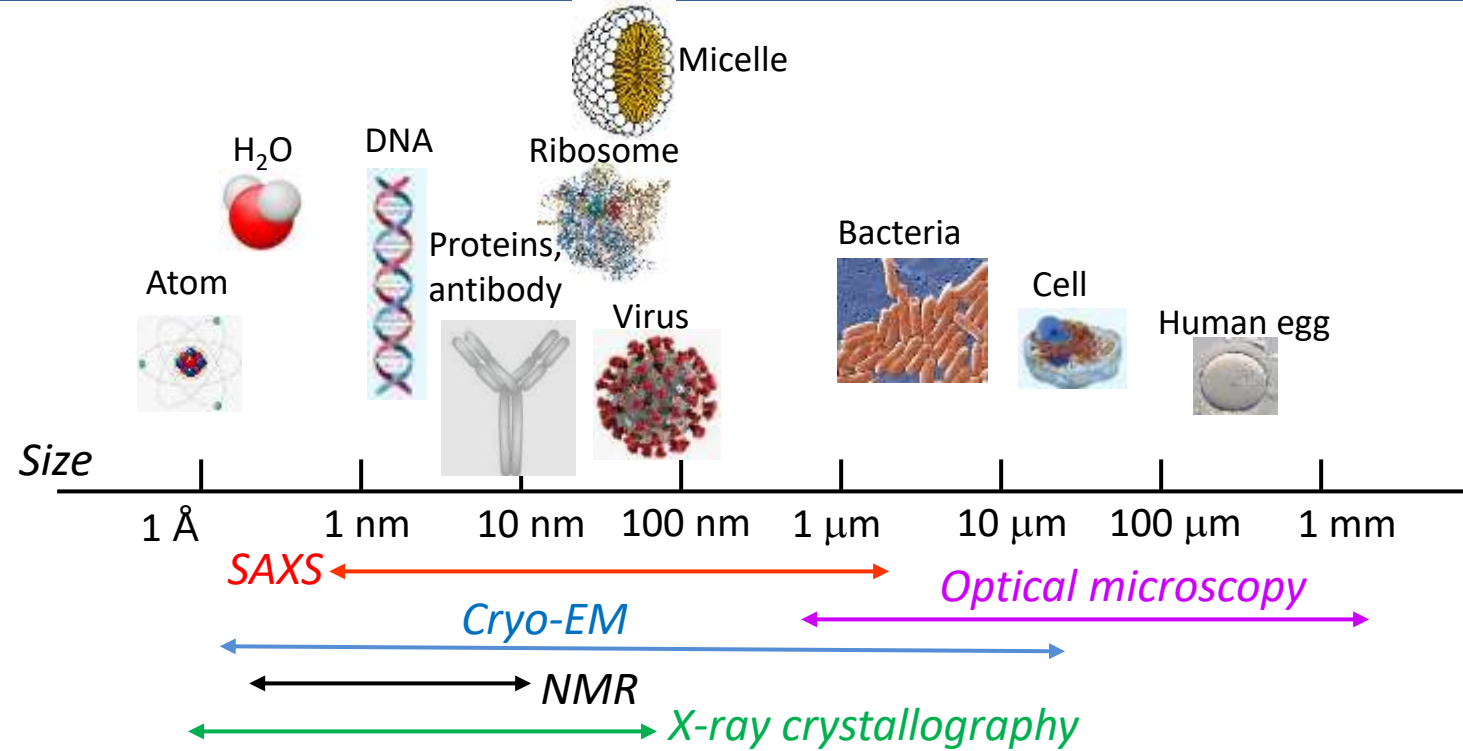 Micelle
H₂O
DNA
Ribosome
Proteins,
antibody
Bacteria
Atom
Virus
Cell
Human egg
Size
1 Å 1 nm 10 nm 100 nm 1 μm 10 μm 100 μm 1 mm
SAXS
Optical microscopy
Cryo-EM
NMR
X-ray crystallography